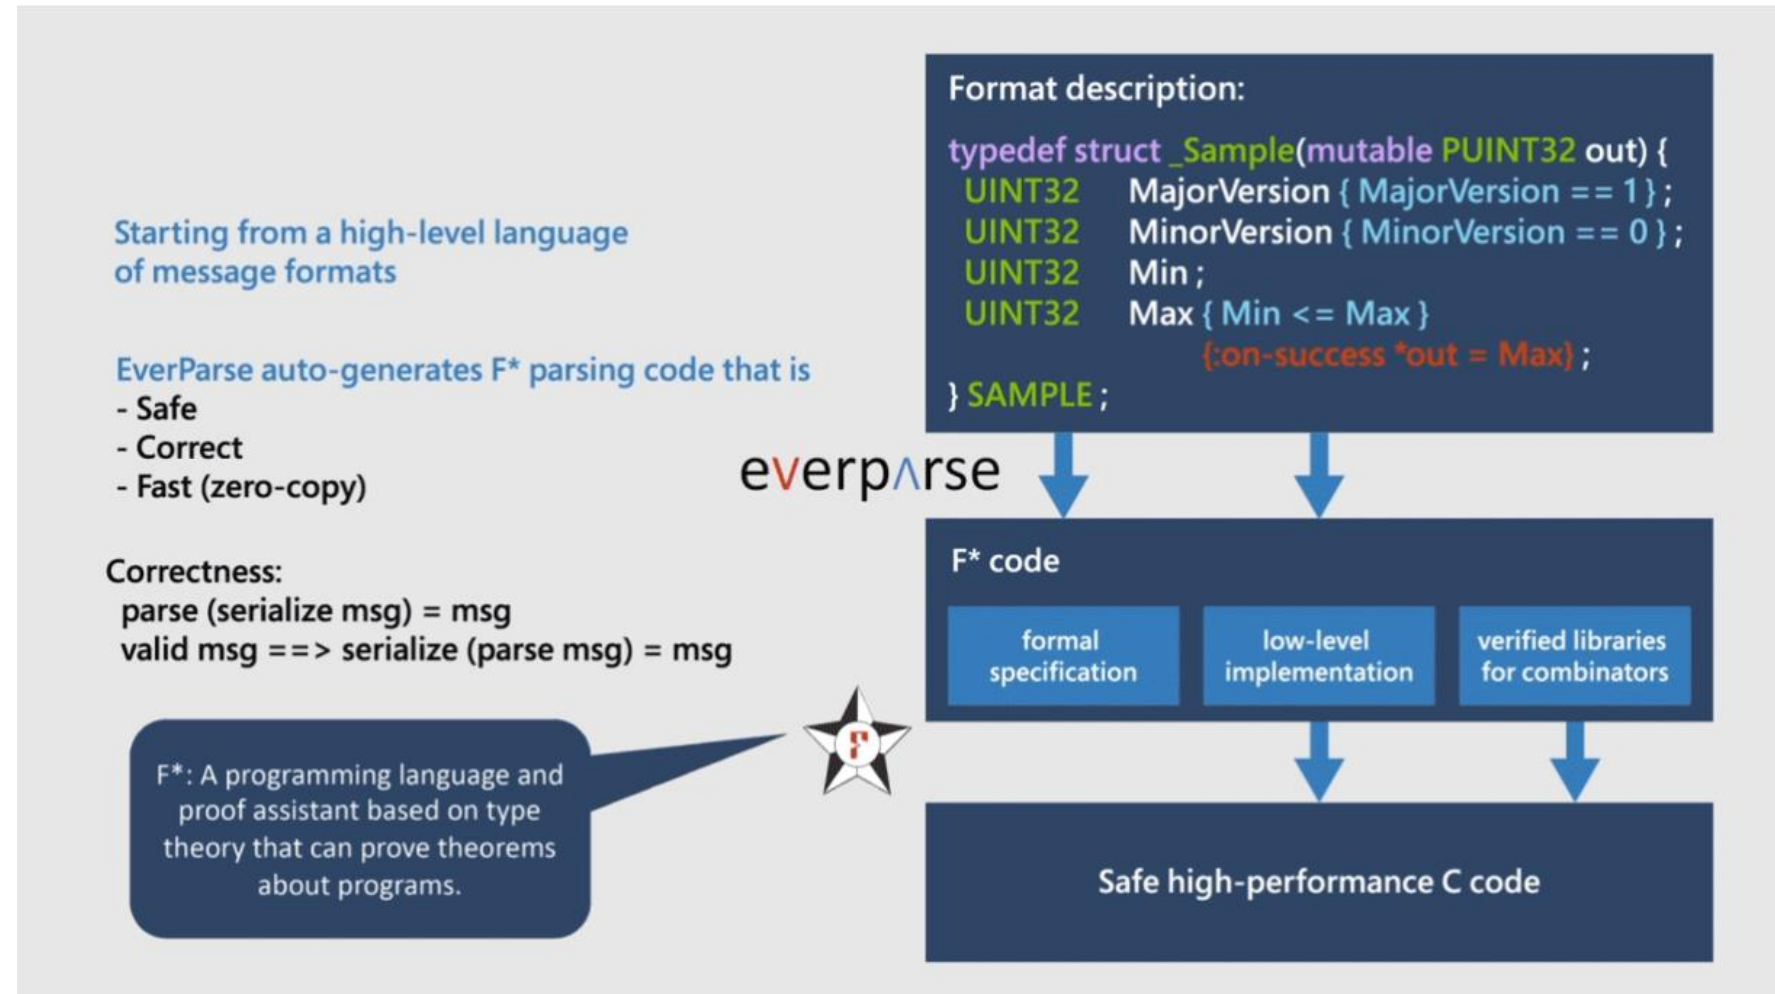 Starting from a high-level language
of message formats
EverParse auto-generates F* parsing code that is
- Safe
- Correct
- Fast (zero-copy)
Correctness:
parse (serialize msg) = msg
valid msg ==> serialize (parse msg) = msg
F*: A programming language and
proof assistant based on type
theory that can prove theorems
about programs.
everpʌrse
F
Format description:
typedef struct _Sample(mutable PUINT32 out) {
UINT32 MajorVersion { MajorVersion == 1 } ;
UINT32 MinorVersion { MinorVersion == 0 } ;
UINT32 Min ;
UINT32 Max { Min <= Max }
{:on-success *out = Max} ;
} SAMPLE ;
F* code
formal
specification
low-level
implementation
verified libraries
for combinators
Safe high-performance C code